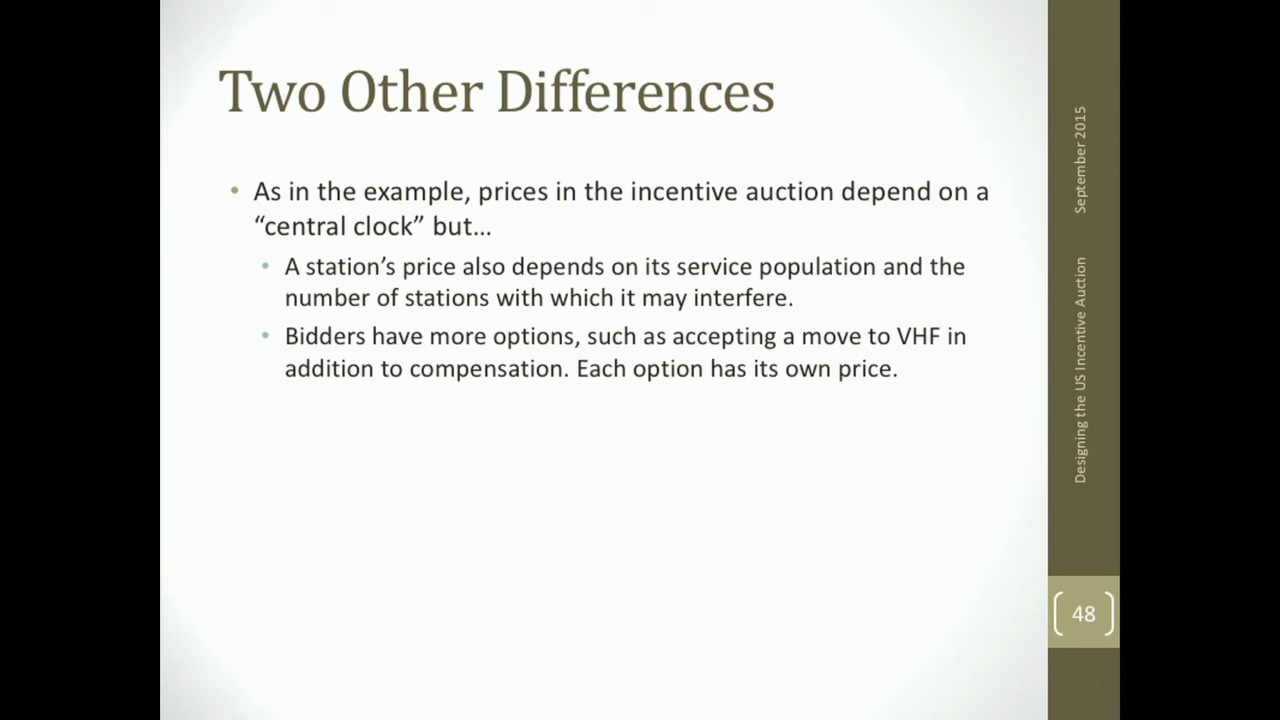 Two Other Differences
• As in the example, prices in the incentive auction depend on a
“central clock” but…
• A station’s price also depends on its service population and the
number of stations with which it may interfere.
• Bidders have more options, such as accepting a move to VHF in
addition to compensation. Each option has its own price.
September 2015
Designing the US Incentive Auction
48